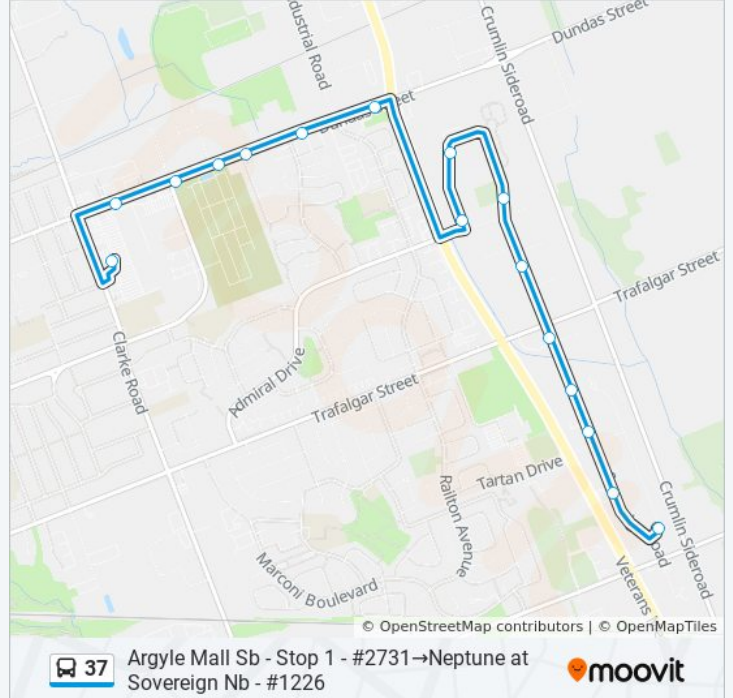 Industrial Road
Crumlin Sideroad
Dundas Street
Dundas Street
Trafalgar Street
Clarke Road
Admiral Drive
Trafalgar Street
Tartan Drive
Railton Avenue
Crumlin Sideroad
Marconi Boulevard
Veterans
Road
© OpenStreetMap contributors | © OpenMapTiles
37 Argyle Mall Sb - Stop 1 - #2731→Neptune at
Sovereign Nb - #1226
moovit